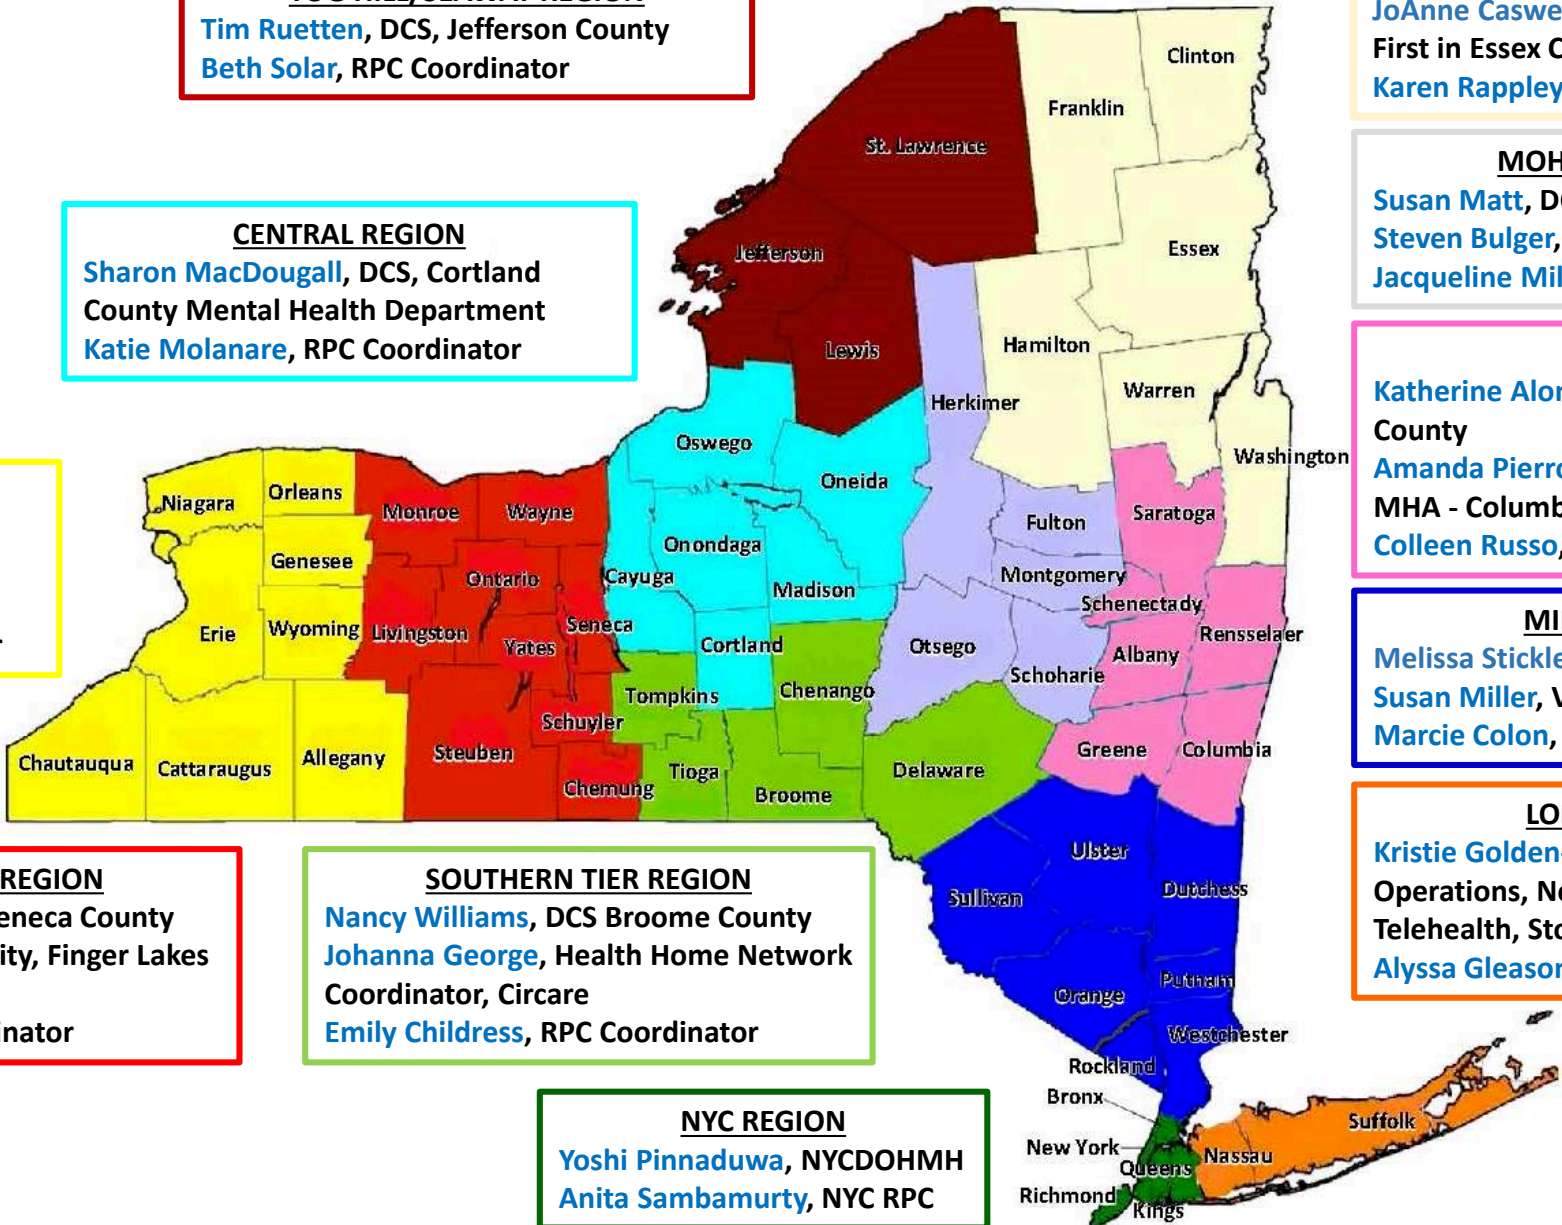 Tim Ruetten, DCS, Jefferson County
Beth Solar, RPC Coordinator
CENTRAL REGION
Sharon MacDougall, DCS, Cortland
County Mental Health Department
Katie Molanare, RPC Coordinator
REGION
eneca County
ity, Finger Lakes
inator
SOUTHERN TIER REGION
Nancy Williams, DCS Broome County
Johanna George, Health Home Network
Coordinator, Circare
Emily Childress, RPC Coordinator
NYC REGION
Yoshi Pinnaduwa, NYCDOHMH
Anita Sambamurty, NYC RPC
JoAnne Caswe
First in Essex C
Karen Rappley
MOH
Susan Matt, D
Steven Bulger,
Jacqueline Mil
Katherine Alon
County
Amanda Pierro
MHA - Columb
Colleen Russo,
MI
Melissa Stickle
Susan Miller, V
Marcie Colon,
LO
Kristie Golden
Operations, Ne
Telehealth, Sto
Alyssa Gleason
Clinton
Franklin
St. Lawrence
Essex
Jefferson
Hamilton
Lewis
Warren
Herkimer
Washington
Oswego
Oneida
Niagara
Orleans
Monroe
Wayne
Fulton
Saratoga
Onondaga
Genesee
Ontario
Cayuga
Madison
Montgomery
Schenectady
Erie
Wyoming
Livingston
Seneca
Yates
Cortland
Otsego
Rensselaer
Albany
Schoharie
Tompkins
Chenango
Schuyler
Steuben
Greene
Columbia
Chautauqua
Cattaraugus
Allegany
Tioga
Delaware
Chemung
Broome
Ulster
Sullivan
Dutchess
Orange
Putnam
Westchester
Rockland
Bronx
Suffolk
New York
Nassau
Queens
Richmond
Kings